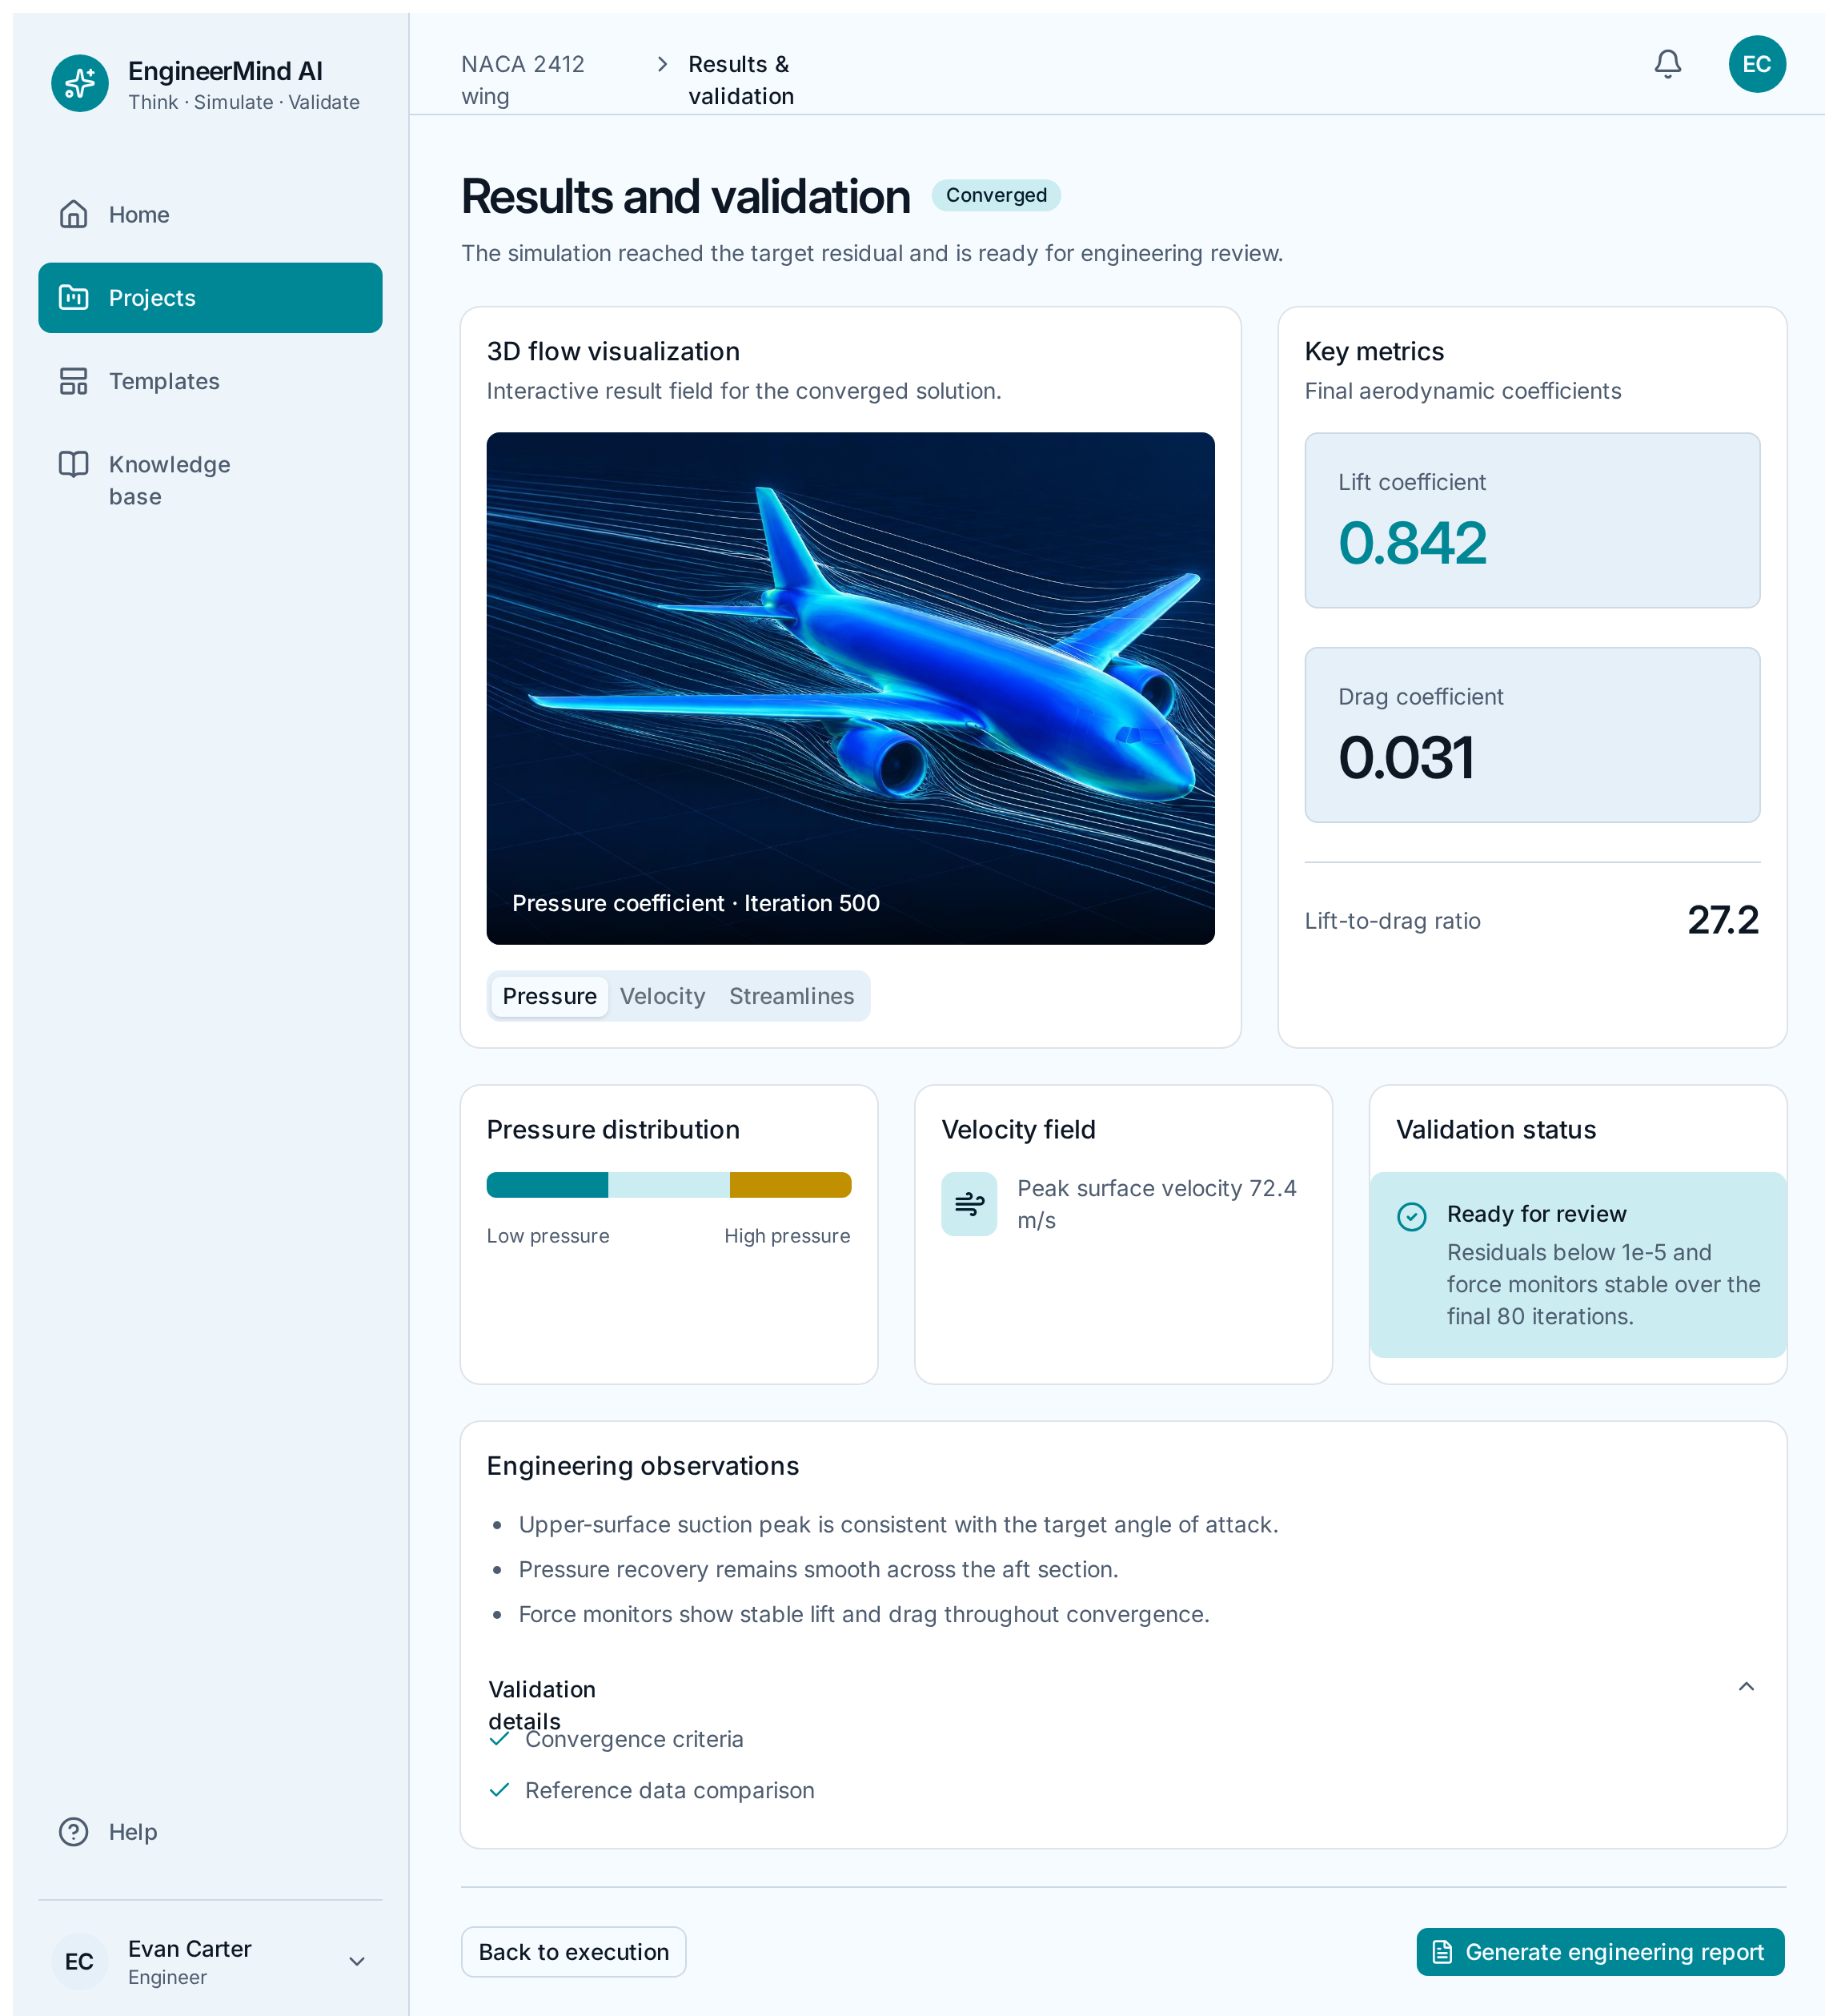 EngineerMind AI
Think · Simulate · Validate
Home
Projects
Templates
Knowledge
base
Help
EC
Evan Carter
Engineer
NACA 2412
wing
Results &
validation
EC
Results and validation
Converged
The simulation reached the target residual and is ready for engineering review.
3D flow visualization
Interactive result field for the converged solution.
Pressure coefficient · Iteration 500
Pressure
Velocity
Streamlines
Key metrics
Final aerodynamic coefficients
Lift coefficient
0.842
Drag coefficient
0.031
Lift-to-drag ratio
27.2
Pressure distribution
Low pressure
High pressure
Velocity field
Peak surface velocity 72.4
m/s
Validation status
Ready for review
Residuals below 1e-5 and
force monitors stable over the
final 80 iterations.
Engineering observations
Upper-surface suction peak is consistent with the target angle of attack.
Pressure recovery remains smooth across the aft section.
Force monitors show stable lift and drag throughout convergence.
Validation
details
Convergence criteria
Reference data comparison
Back to execution
Generate engineering report